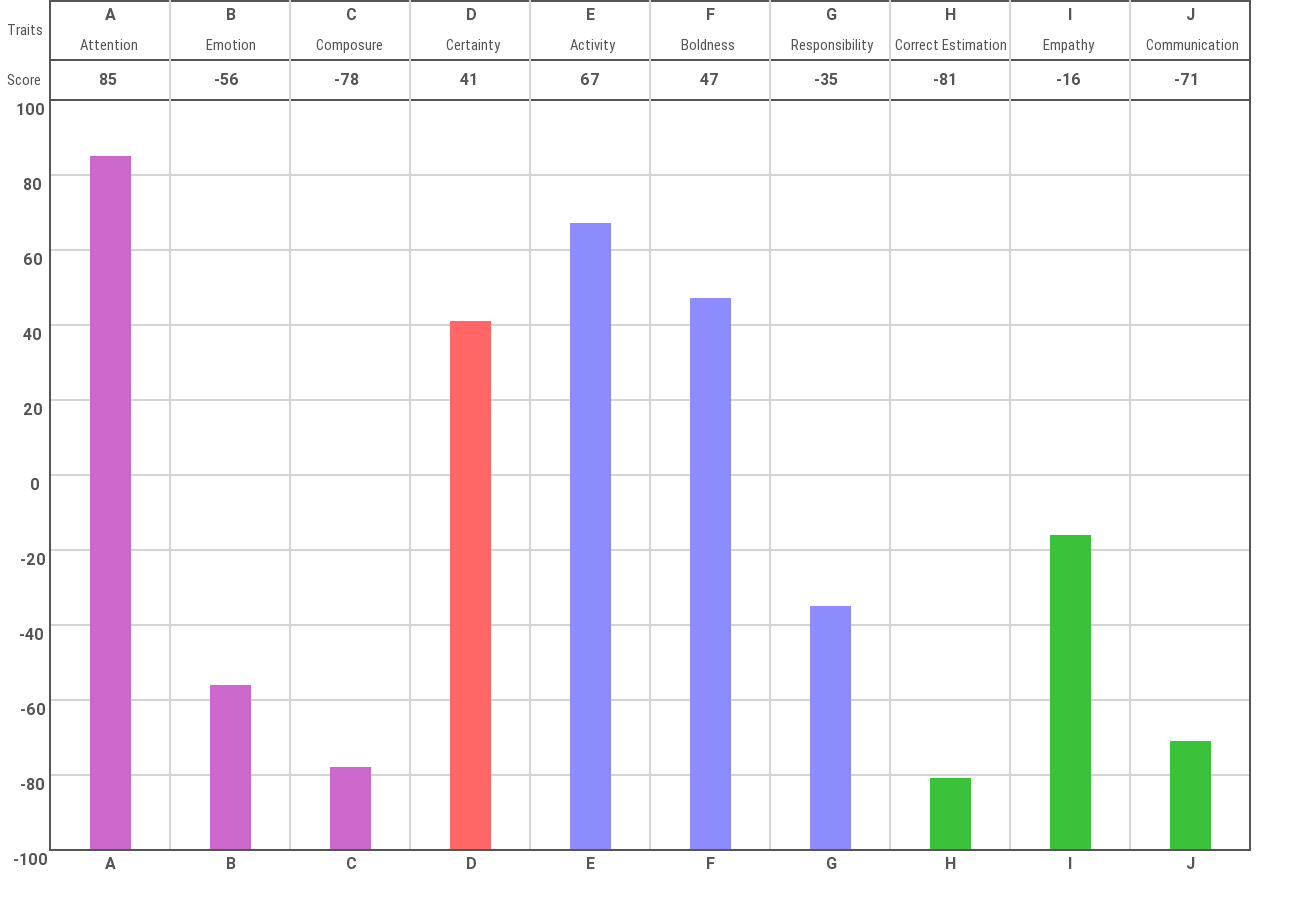 A B C D E F G H I J
Traits
Attention Emotion Composure Certainty Activity Boldness Responsibility Correct Estimation Empathy Communication
Score 85 -56 -78 41 67 47 -35 -81 -16 -71
100
80
60
40
20
0
-20
-40
-60
-80
-100
A B C D E F G H I J